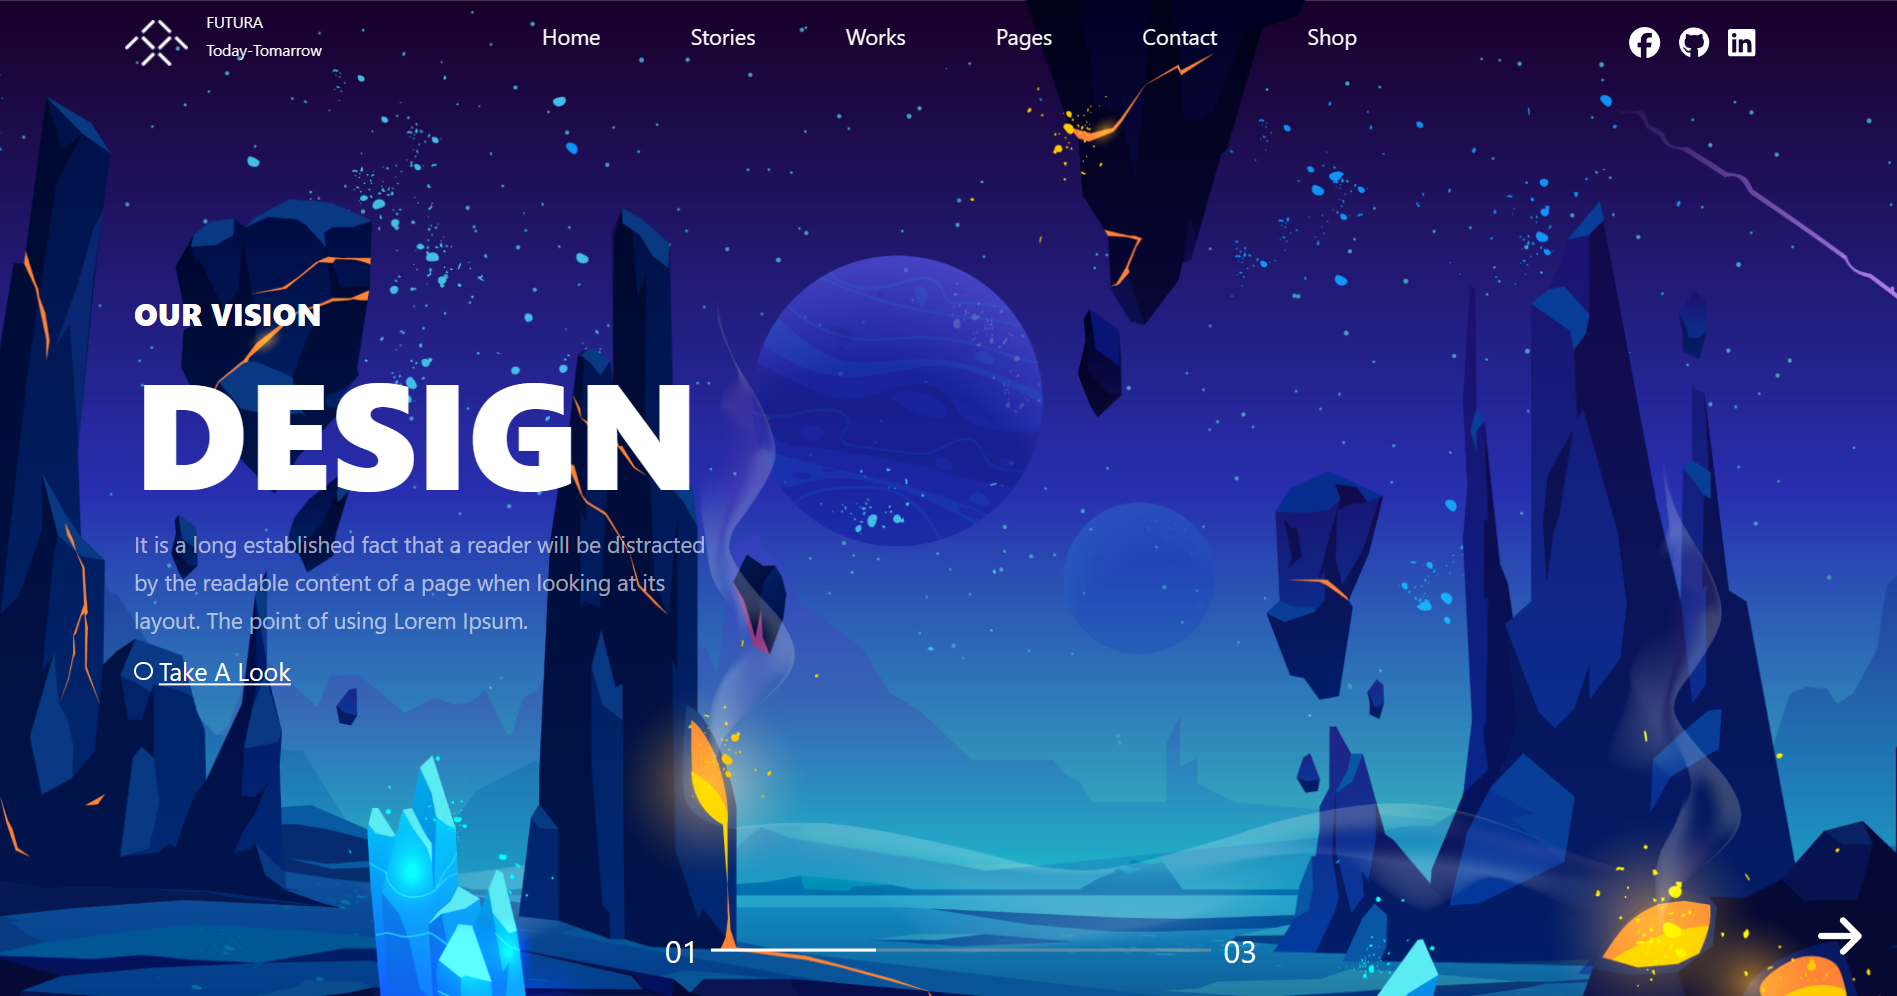 FUTURA
Today-Tomarrow
Home
Stories
Works
Pages
Contact
Shop
OUR VISION
DESIGN
It is a long established fact that a reader will be distracted
by the readable content of a page when looking at its
layout. The point of using Lorem Ipsum.
Take A Look
01
03